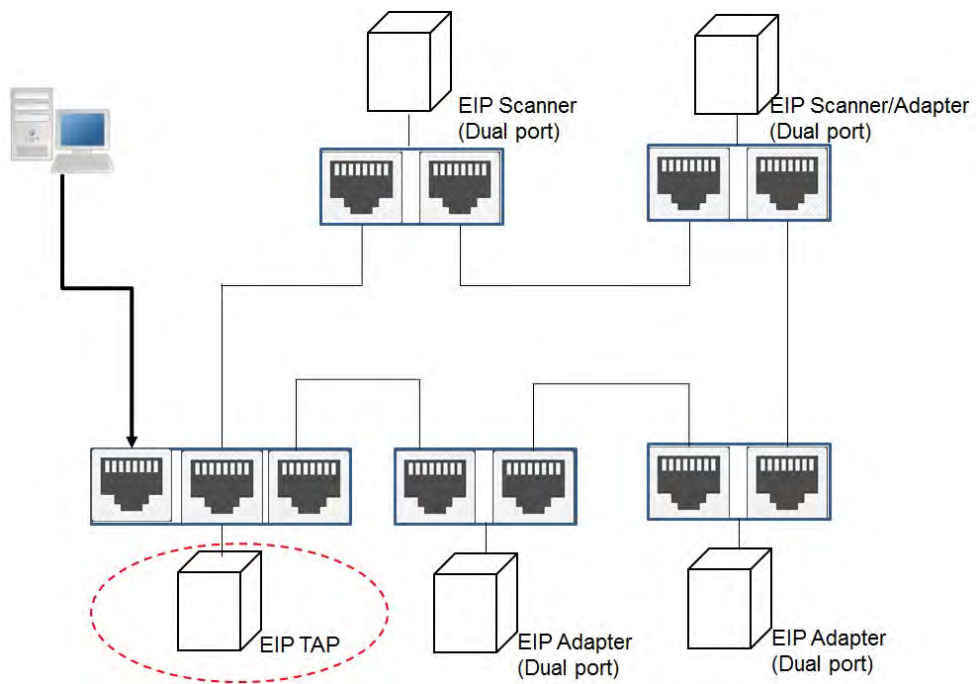 EIP Scanner
(Dual port)
EIP Scanner/Adapter
(Dual port)
EIP TAP
EIP Adapter
(Dual port)
EIP Adapter
(Dual port)